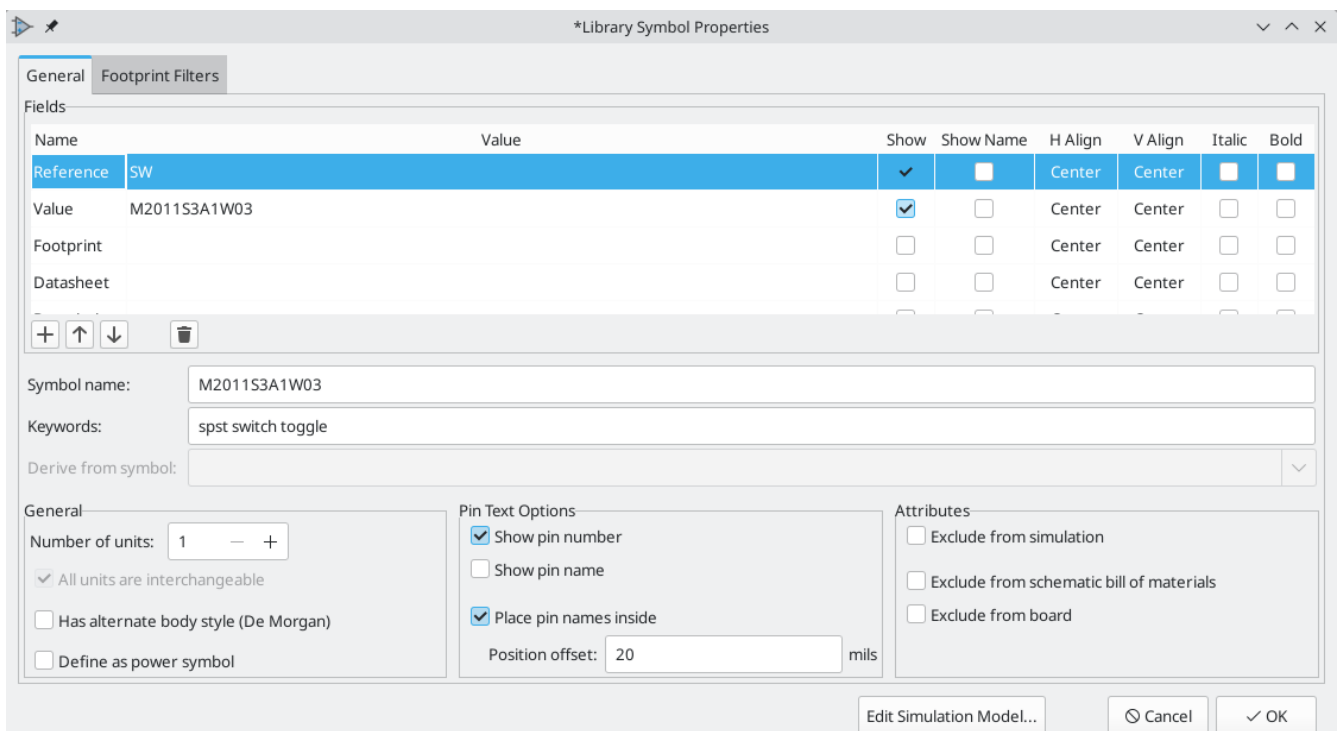 *Library Symbol Properties
General Footprint Filters
Fields
Name Value Show Show Name H Align V Align Italic Bold
Reference SW Center Center
Value M2011S3A1W03 Center Center
Footprint Center Center
Datasheet Center Center
Symbol name: M2011S3A1W03
Keywords: spst switch toggle
Derive from symbol:
General Pin Text Options Attributes
Number of units: 1 Show pin number Exclude from simulation
All units are interchangeable Show pin name Exclude from schematic bill of materials
Has alternate body style (De Morgan) Place pin names inside Exclude from board
Define as power symbol Position offset: 20 mils
Edit Simulation Model... Cancel OK